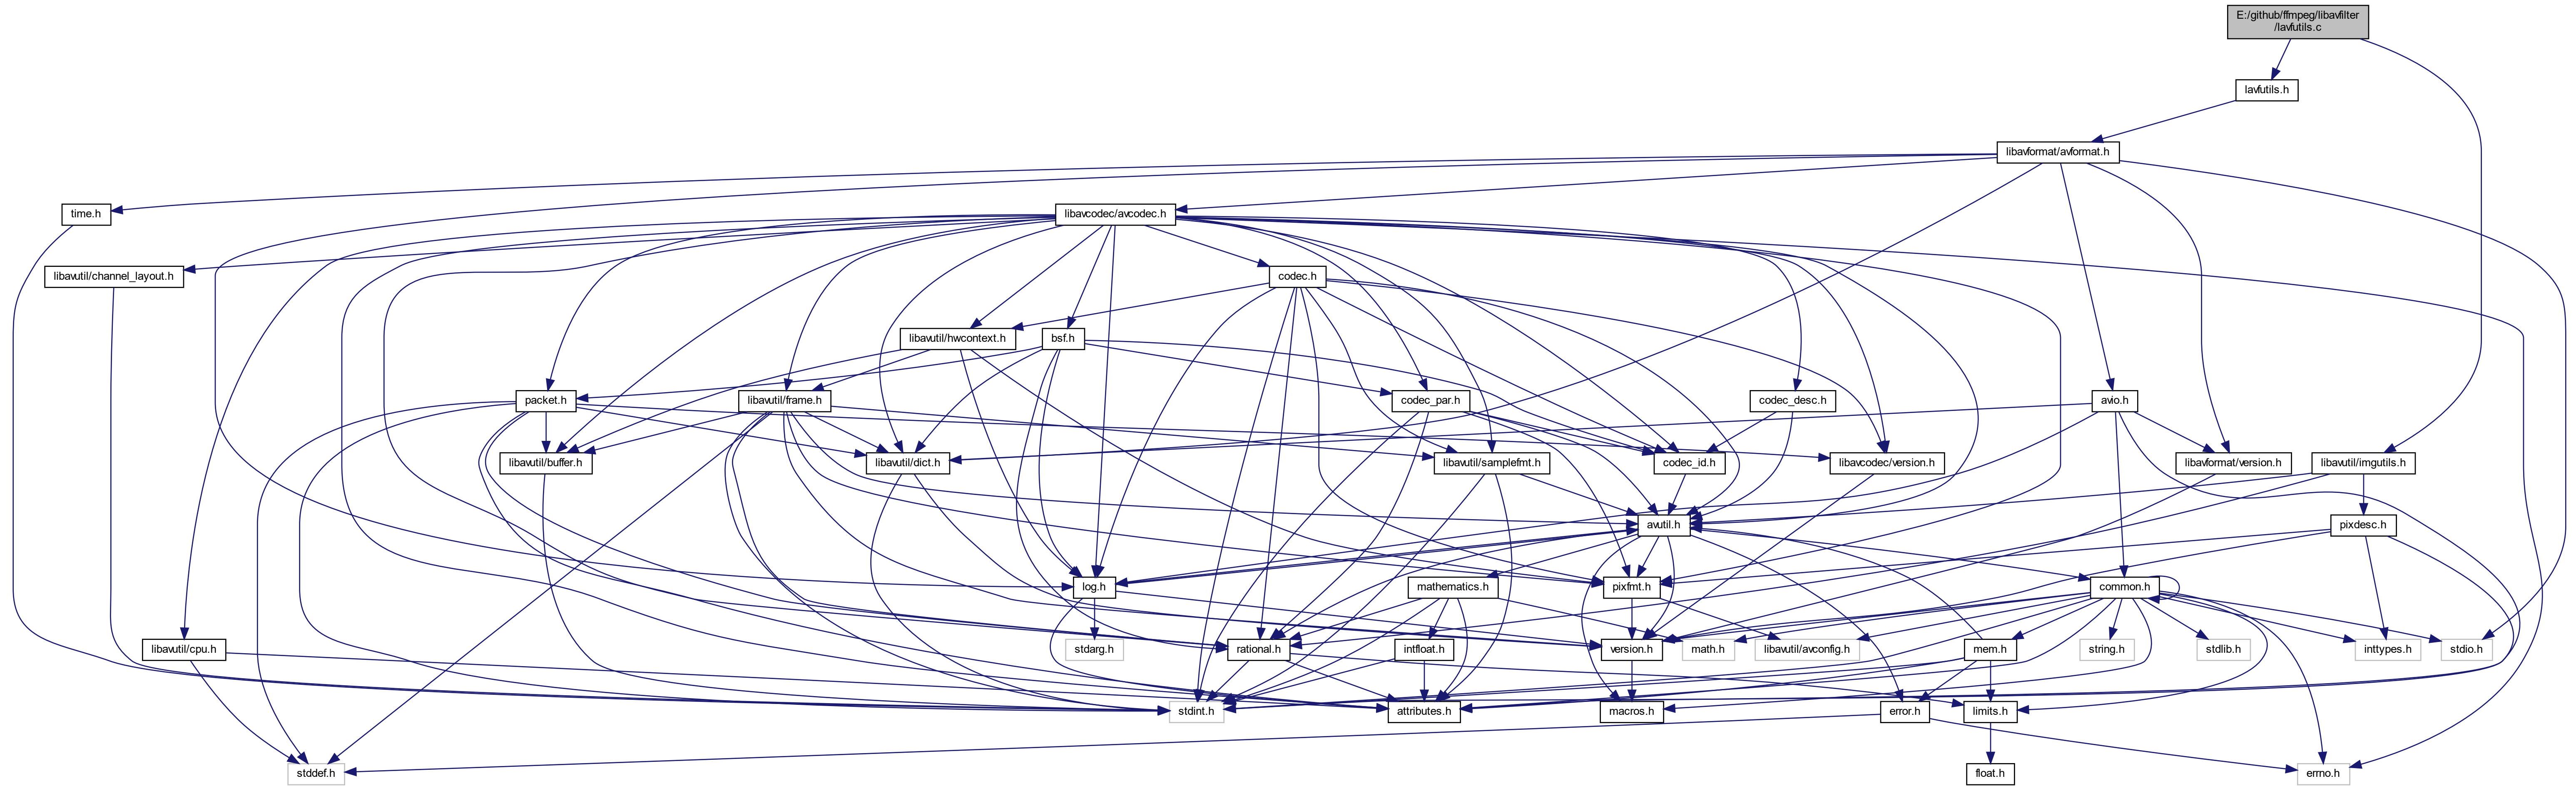 E:/github/ffmpeg/libavfilter
/lavfutils.c
lavfutils.h
libavformat/avformat.h
time.h
libavcodec/avcodec.h
libavutil/channel_layout.h
codec.h
libavutil/hwcontext.h
bsf.h
packet.h
libavutil/frame.h
codec_par.h
codec_desc.h
avio.h
libavutil/buffer.h
libavutil/dict.h
libavutil/samplefmt.h
codec_id.h
libavcodec/version.h
libavformat/version.h
libavutil/imgutils.h
avutil.h
pixdesc.h
log.h
mathematics.h
pixfmt.h
common.h
libavutil/cpu.h
stdarg.h
rational.h
intfloat.h
version.h
math.h
libavutil/avconfig.h
mem.h
string.h
stdlib.h
inttypes.h
stdio.h
stdint.h
attributes.h
macros.h
error.h
limits.h
stddef.h
float.h
errno.h